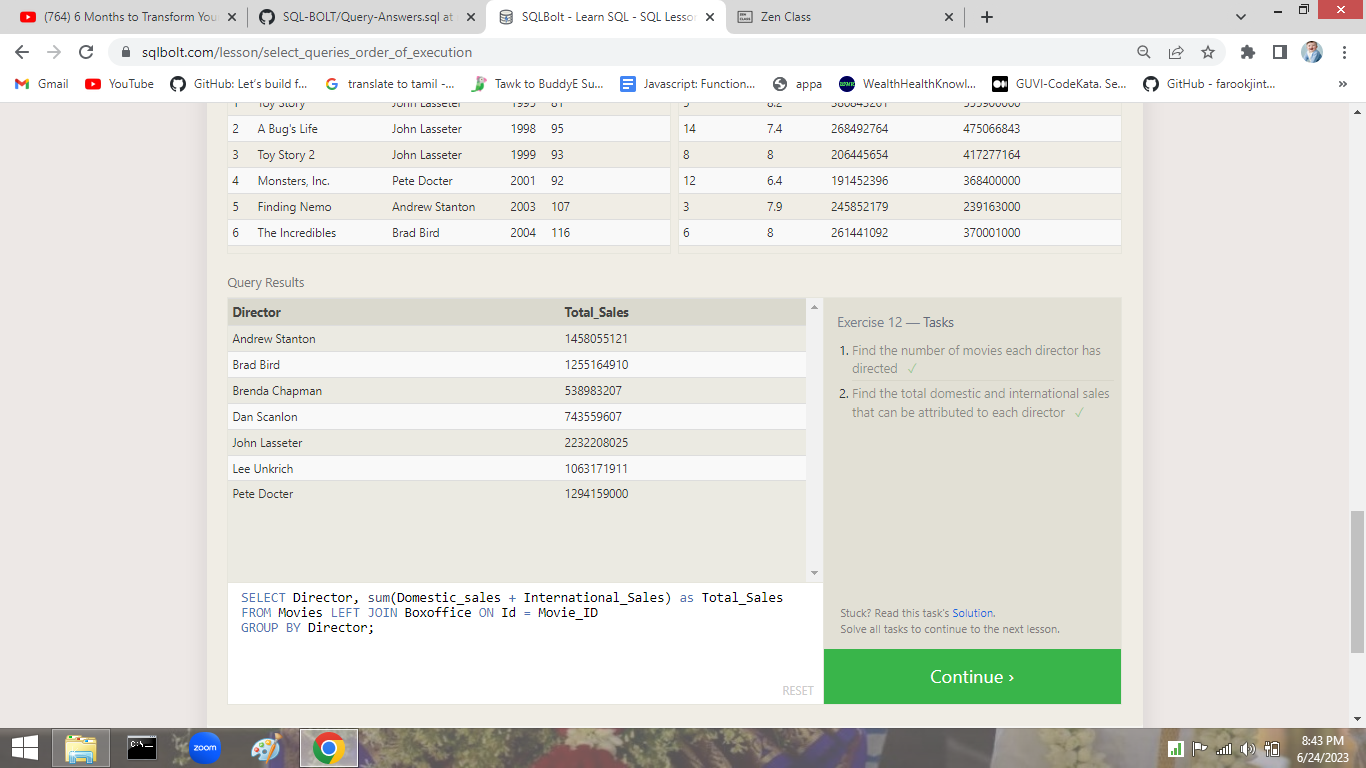 (764) 6 Months to Transform You
SQL-BOLT/Query-Answers.sql at
SQLBolt - Learn SQL - SQL Lesson
Zen Class
sqlbolt.com/lesson/select_queries_order_of_execution
Gmail
YouTube
GitHub: Let's build f...
translate to tamil -...
Tawk to BuddyE Su...
Javascript: Function...
appa
WealthHealthKnowl...
GUVI-CodeKata. Se...
GitHub - farookjint...
1 Toy Story John Lasseter 1995 81 5 8.2 380843261 555900000
2 A Bug's Life John Lasseter 1998 95 14 7.4 268492764 475066843
3 Toy Story 2 John Lasseter 1999 93 8 8 206445654 417277164
4 Monsters, Inc. Pete Docter 2001 92 12 6.4 191452396 368400000
5 Finding Nemo Andrew Stanton 2003 107 3 7.9 245852179 239163000
6 The Incredibles Brad Bird 2004 116 6 8 261441092 370001000
Query Results
Director Total_Sales
Andrew Stanton 1458055121
Brad Bird 1255164910
Brenda Chapman 538983207
Dan Scanlon 743559607
John Lasseter 2232208025
Lee Unkrich 1063171911
Pete Docter 1294159000
Exercise 12 — Tasks
1. Find the number of movies each director has
directed ✓
2. Find the total domestic and international sales
that can be attributed to each director ✓
SELECT Director, sum(Domestic_sales + International_Sales) as Total_Sales
FROM Movies LEFT JOIN Boxoffice ON Id = Movie_ID
GROUP BY Director;
RESET
Stuck? Read this task's Solution.
Solve all tasks to continue to the next lesson.
Continue ›
C:\
zoom
8:43 PM
6/24/2023